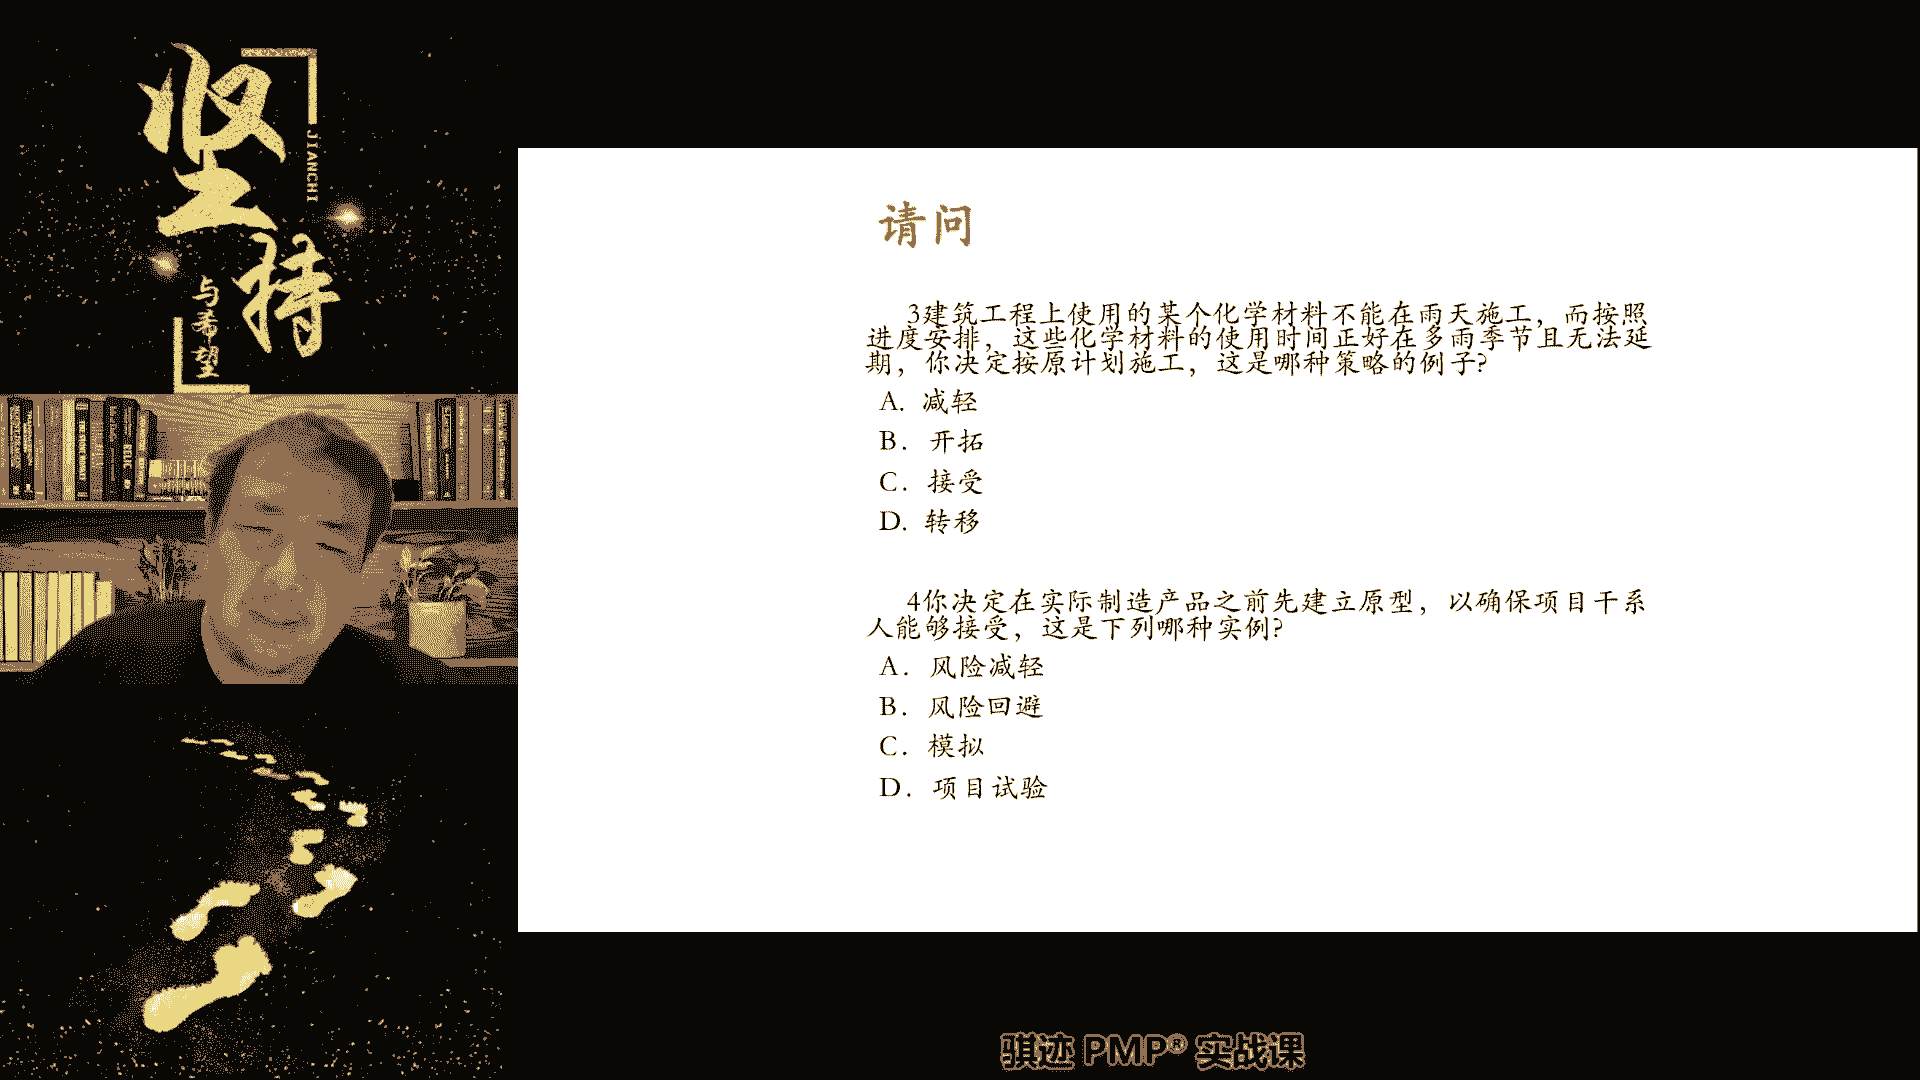 坚持
JIANCHI
与希望
请问
3建筑工程上使用的某个化学材料不能在雨天施工，而按照
进度安排，这些化学材料的使用时间正好在多雨季节且无法延
期，你决定按原计划施工，这是哪种策略的例子?
A. 减轻
B. 开拓
C. 接受
D. 转移
4你决定在实际制造产品之前先建立原型，以确保项目干系
人能够接受，这是下列哪种实例?
A. 风险减轻
B. 风险回避
C. 模拟
D. 项目试验
骐迹 PMP® 实战课